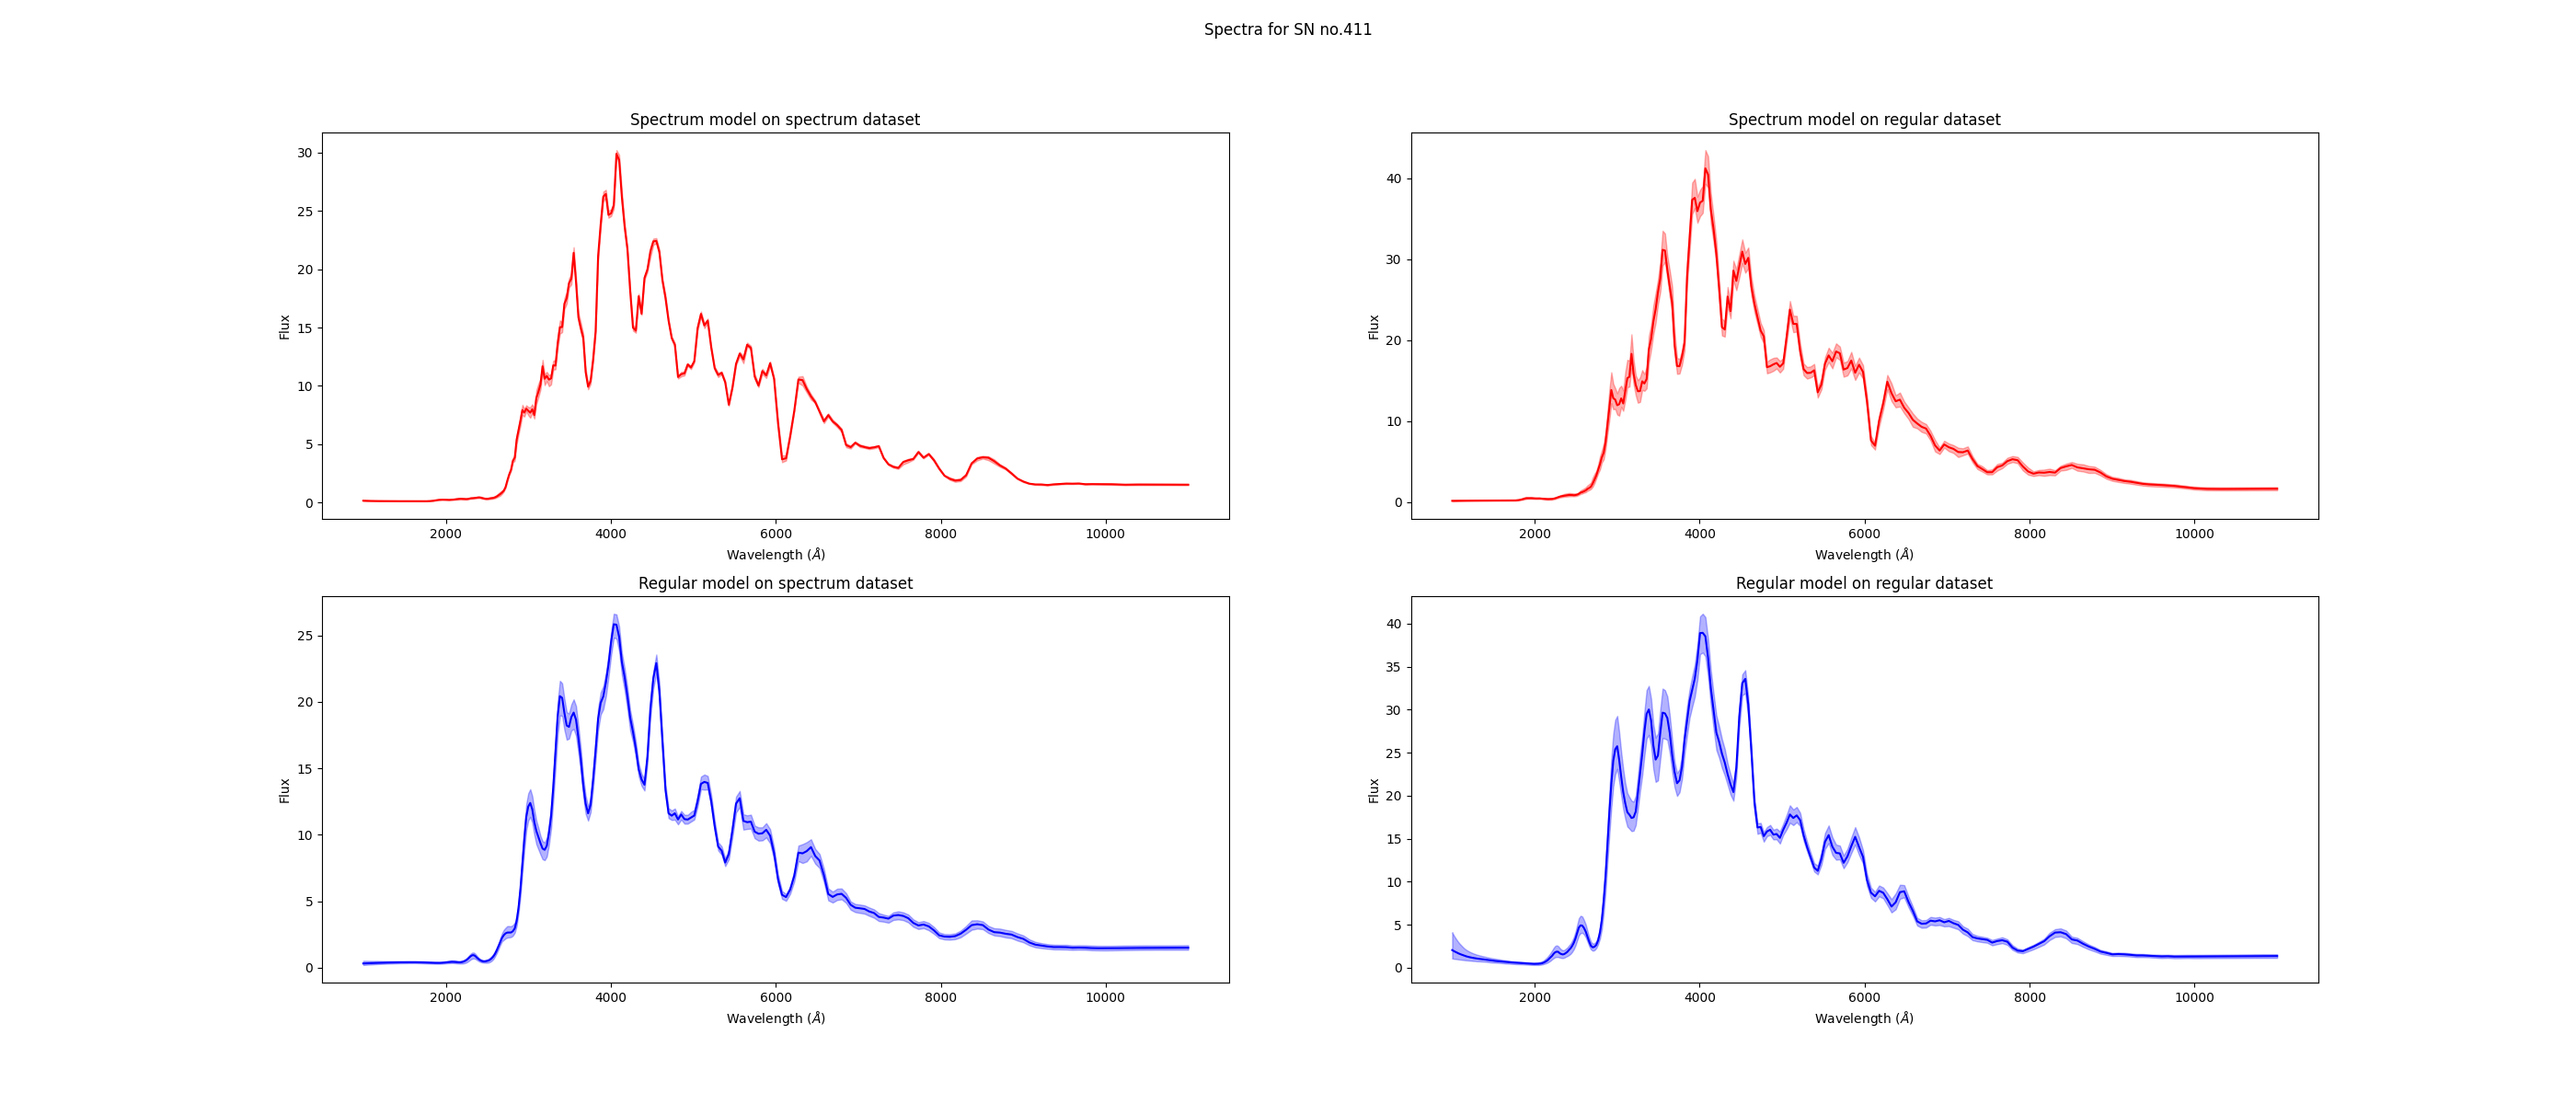 Spectra for SN no.411
Spectrum model on spectrum dataset
30
25
20
15
10
5
0
Flux
2000 4000 6000 8000 10000
Wavelength (Å)
Spectrum model on regular dataset
40
30
20
10
0
Flux
2000 4000 6000 8000 10000
Wavelength (Å)
Regular model on spectrum dataset
25
20
15
10
5
0
Flux
2000 4000 6000 8000 10000
Wavelength (Å)
Regular model on regular dataset
40
35
30
25
20
15
10
5
0
Flux
2000 4000 6000 8000 10000
Wavelength (Å)